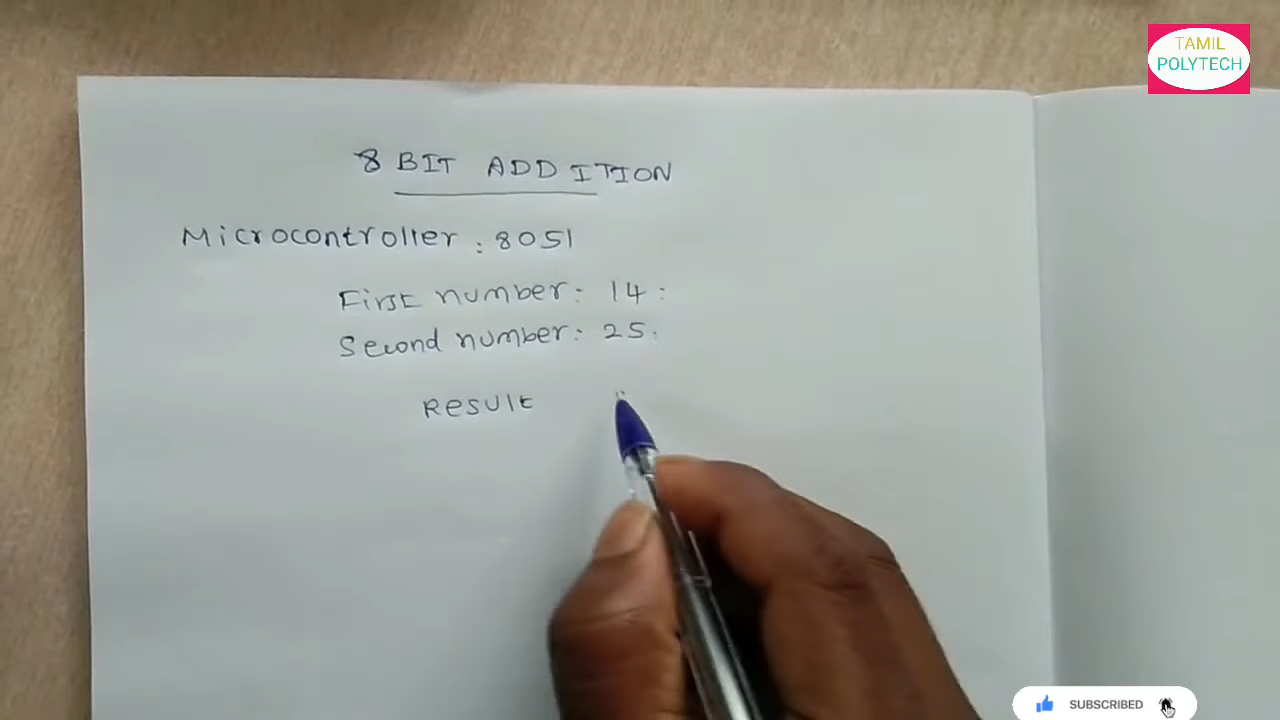 TAMIL
POLYTECH
8 BIT ADDITION
Microcontroller : 8051
First number : 14 :
Second number : 25 :
Result
SUBSCRIBED